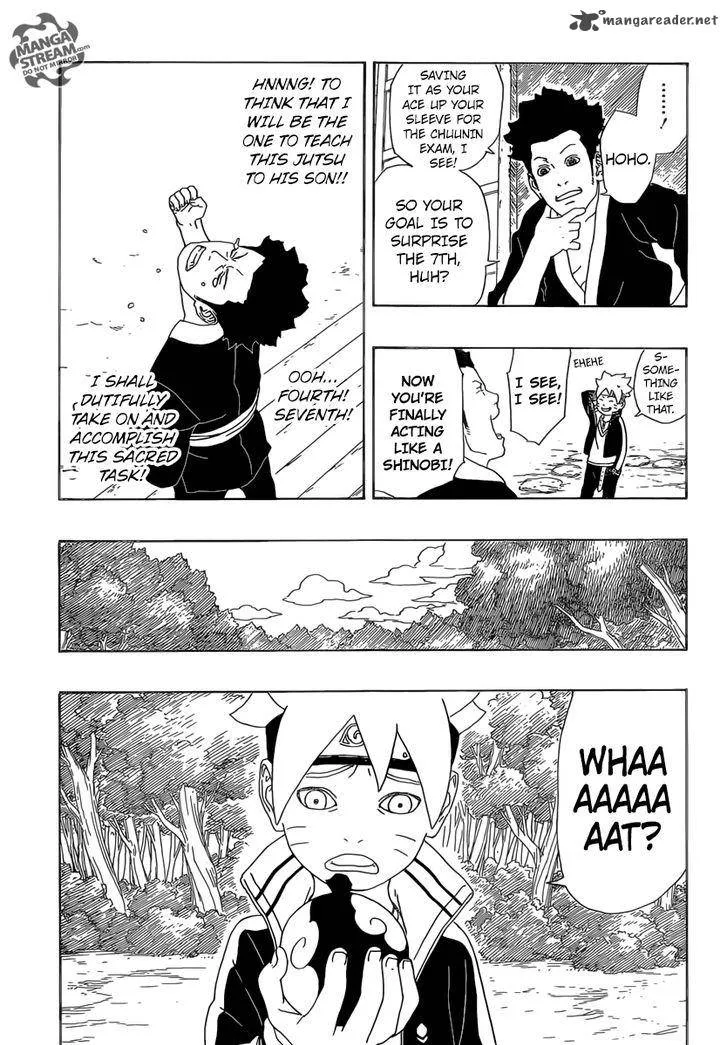 MANGA
STREAM.com
DO NOT MIRROR
mangareader.net
........
HOHO.
SAVING
IT AS YOUR
ACE UP YOUR
SLEEVE FOR
THE CHUUNIN
EXAM, I
SEE!
SO YOUR
GOAL IS TO
SURPRISE
THE 7TH,
HUH?
S-
SOME-
THING
LIKE
THAT.
EHEHE
I SEE,
I SEE!
NOW
YOU'RE
FINALLY
ACTING
LIKE A
SHINOBI!
HNNNG! TO
THINK THAT I
WILL BE THE
ONE TO TEACH
THIS JUTSU
TO HIS SON!!
OOH...
FOURTH!
SEVENTH!
I SHALL
DUTIFULLY
TAKE ON AND
ACCOMPLISH
THIS SACRED
TASK!
WHAA
AAAAA
AAT?